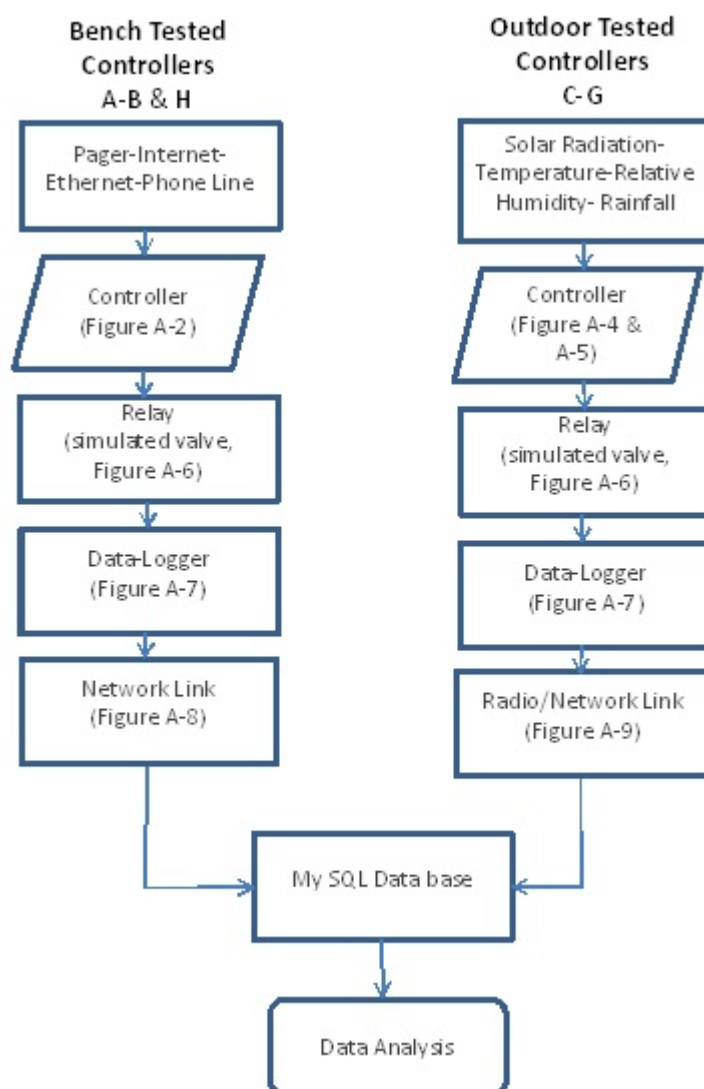 Bench Tested
Controllers
A-B & H
Pager-Internet-
Ethernet-Phone Line
Controller
(Figure A-2)
Relay
(simulated valve,
Figure A-6)
Data-Logger
(Figure A-7)
Network Link
(Figure A-8)
Outdoor Tested
Controllers
C-G
Solar Radiation-
Temperature-Relative
Humidity- Rainfall
Controller
(Figure A-4 &
A-5)
Relay
(simulated valve,
Figure A-6)
Data-Logger
(Figure A-7)
Radio/Network Link
(Figure A-9)
My SQL Data base
Data Analysis